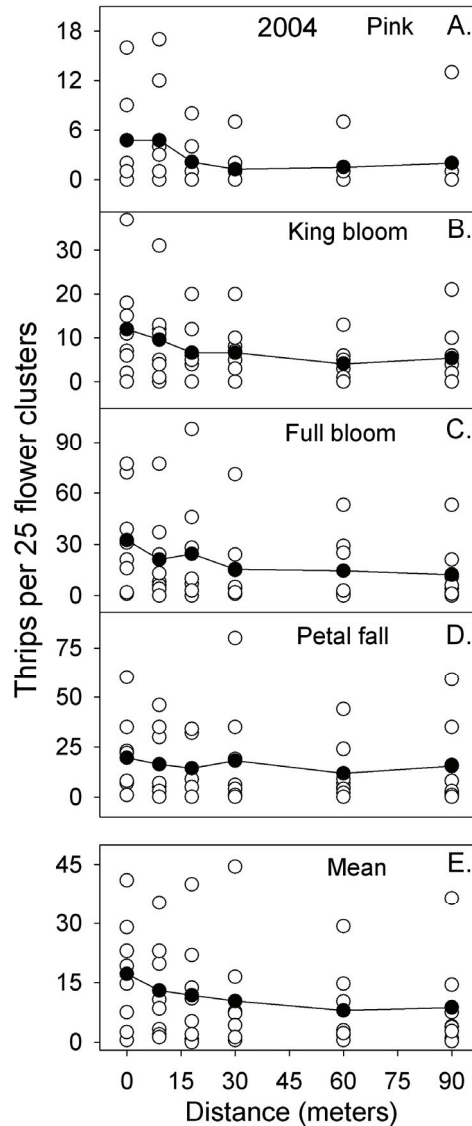 2004 Pink A.
18
12
6
0
King bloom B.
30
20
10
0
Full bloom C.
90
60
30
0
Petal fall D.
75
50
25
0
Mean E.
45
30
15
0
Thrips per 25 flower clusters
0 15 30 45 60 75 90
Distance (meters)